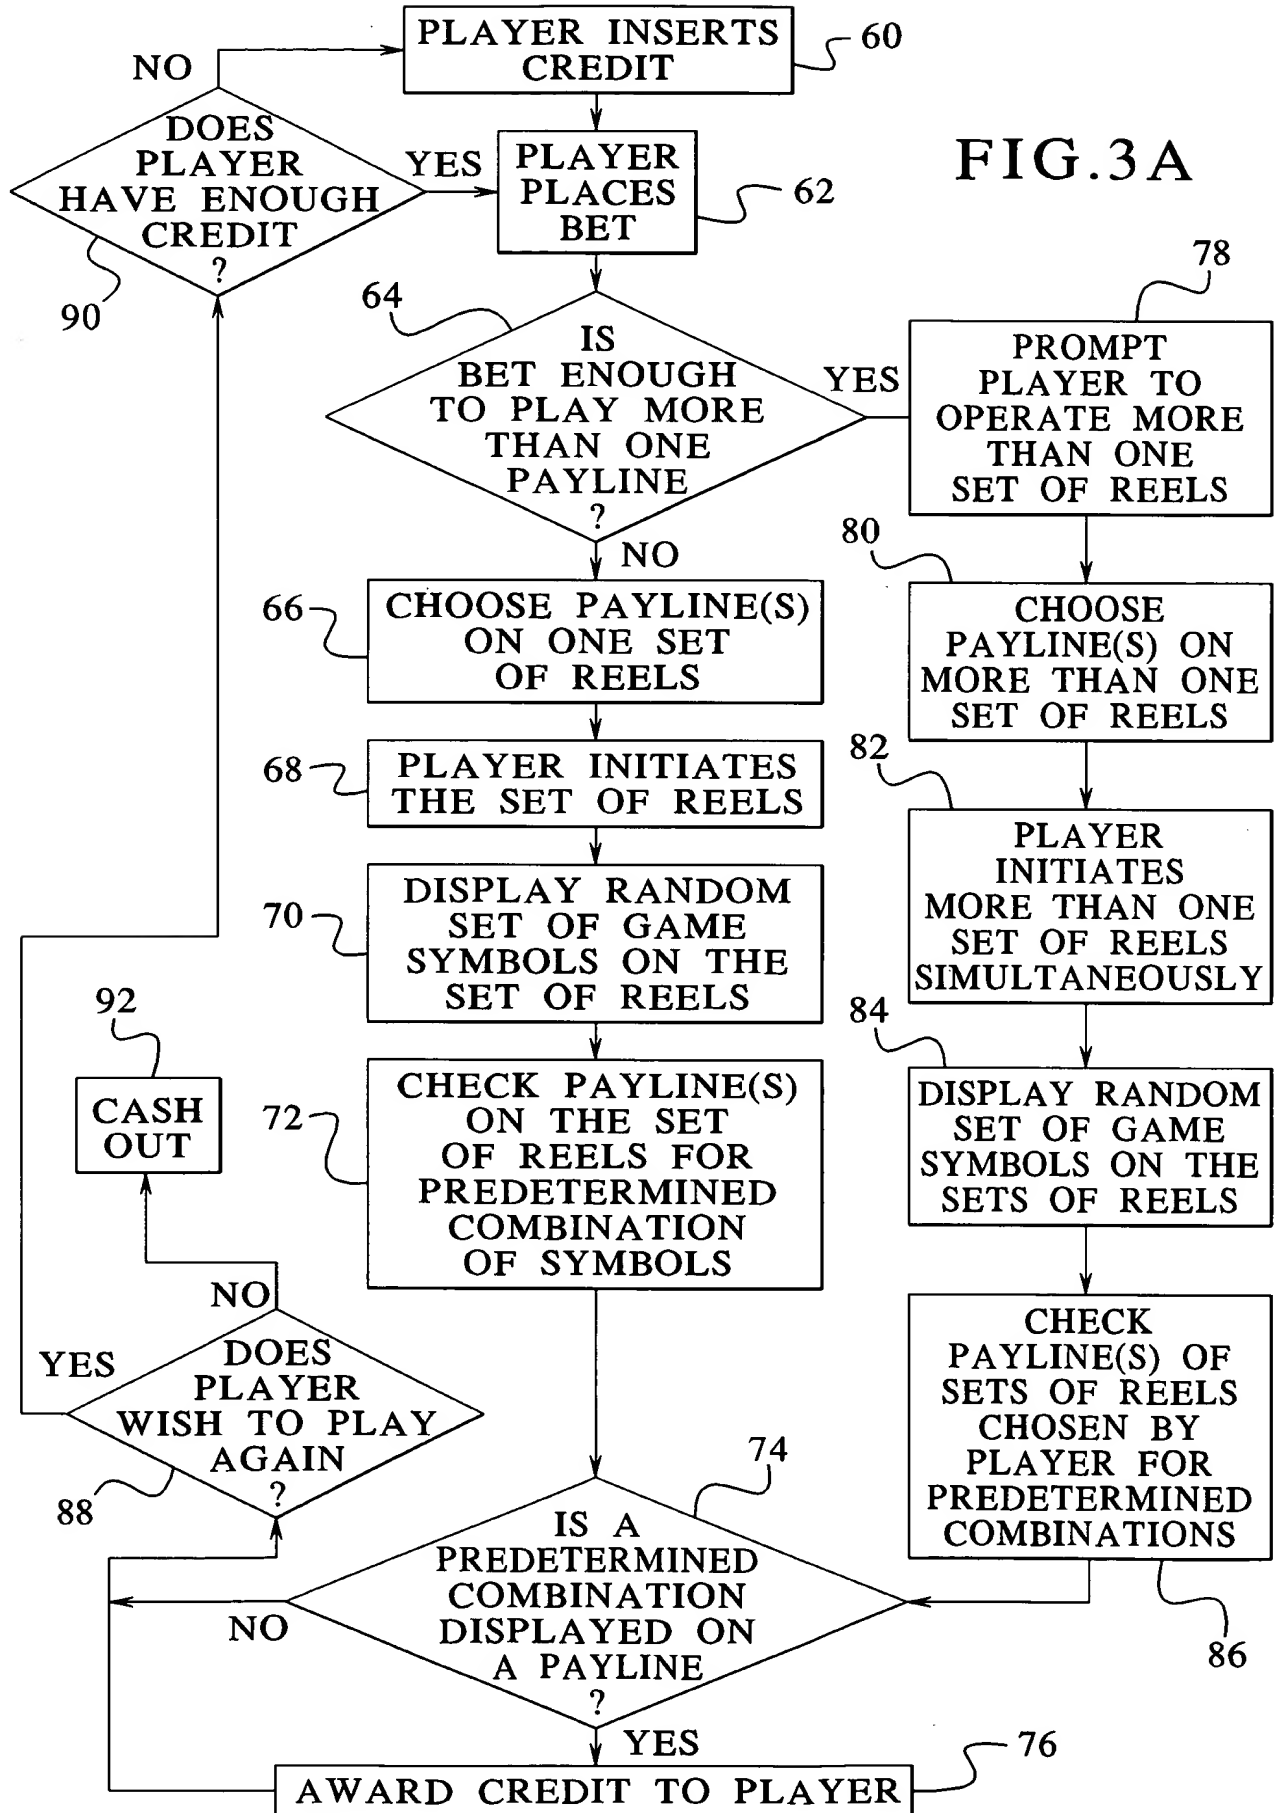 PLAYER INSERTS
CREDIT
60
NO
DOES
PLAYER
HAVE ENOUGH
CREDIT
?
90
YES
PLAYER
PLACES
BET
62
FIG.3A
64
IS
BET ENOUGH
TO PLAY MORE
THAN ONE
PAYLINE
?
YES
NO
78
PROMPT
PLAYER TO
OPERATE MORE
THAN ONE
SET OF REELS
66
CHOOSE PAYLINE(S)
ON ONE SET
OF REELS
80
CHOOSE
PAYLINE(S) ON
MORE THAN ONE
SET OF REELS
68
PLAYER INITIATES
THE SET OF REELS
82
PLAYER
INITIATES
MORE THAN ONE
SET OF REELS
SIMULTANEOUSLY
70
DISPLAY RANDOM
SET OF GAME
SYMBOLS ON THE
SET OF REELS
84
DISPLAY RANDOM
SET OF GAME
SYMBOLS ON THE
SETS OF REELS
72
CHECK PAYLINE(S)
ON THE SET
OF REELS FOR
PREDETERMINED
COMBINATION
OF SYMBOLS
92
CASH
OUT
NO
YES
DOES
PLAYER
WISH TO PLAY
AGAIN
?
88
CHECK
PAYLINE(S) OF
SETS OF REELS
CHOSEN BY
PLAYER FOR
PREDETERMINED
COMBINATIONS
86
74
IS A
PREDETERMINED
COMBINATION
DISPLAYED ON
A PAYLINE
?
NO
YES
AWARD CREDIT TO PLAYER
76